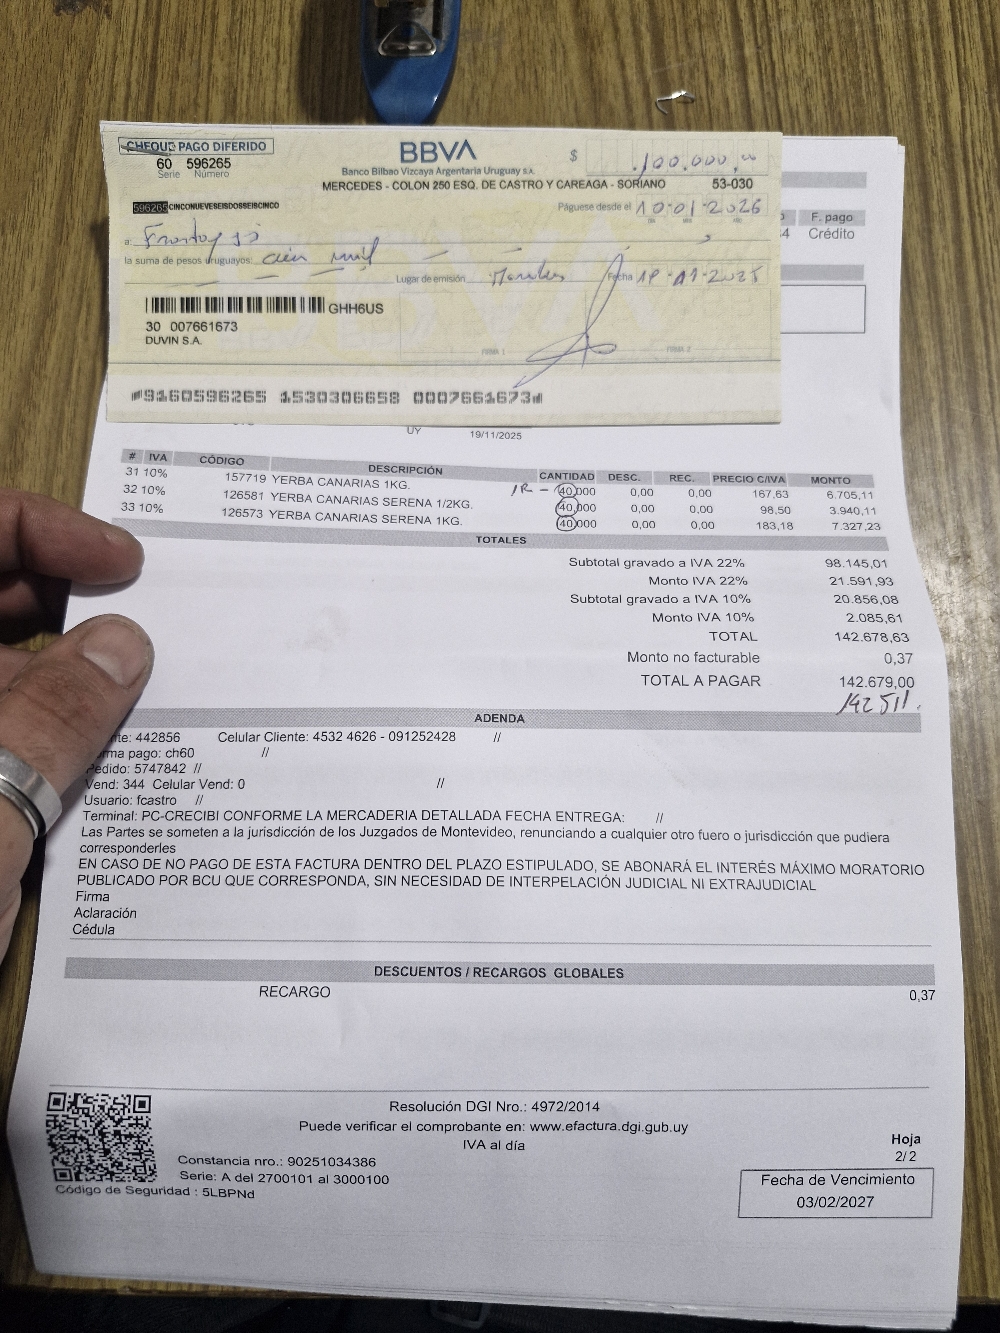 CHEQUE PAGO DIFERIDO
60 596265
Serie Número
BBVA
Banco Bilbao Vizcaya Argentaria Uruguay s.a.
MERCEDES - COLON 250 ESQ. DE CASTRO Y CAREAGA - SORIANO 53-030
$ 100.000,00
596265 CINCONUEVESEISDOSSEISCINCO
Páguese desde el 10-01-2026
a:
la suma de pesos uruguayos: cien mil
Lugar de emisión Fecha
GHH6US
30 007661673
DUVIN S.A.
FIRMA 1 FIRMA 2
9160596265 1530306658 0007661673
F. pago
4 Crédito
UY 19/11/2025
# IVA CÓDIGO DESCRIPCIÓN CANTIDAD DESC. REC. PRECIO C/IVA MONTO
31 10% 157719 YERBA CANARIAS 1KG. 40,000 0,00 0,00 167,63 6.705,11
32 10% 126581 YERBA CANARIAS SERENA 1/2KG. 40,000 0,00 0,00 98,50 3.940,11
33 10% 126573 YERBA CANARIAS SERENA 1KG. 40,000 0,00 0,00 183,18 7.327,23
TOTALES
Subtotal gravado a IVA 22% 98.145,01
Monto IVA 22% 21.591,93
Subtotal gravado a IVA 10% 20.856,08
Monto IVA 10% 2.085,61
TOTAL 142.678,63
Monto no facturable 0,37
TOTAL A PAGAR 142.679,00
142 511.
ADENDA
nte: 442856 Celular Cliente: 4532 4626 - 091252428 //
rma pago: ch60 //
Pedido: 5747842 //
Vend: 344 Celular Vend: 0 //
Usuario: fcastro //
Terminal: PC-CRECIBI CONFORME LA MERCADERIA DETALLADA FECHA ENTREGA: //
Las Partes se someten a la jurisdicción de los Juzgados de Montevideo, renunciando a cualquier otro fuero o jurisdicción que pudiera
corresponderles
EN CASO DE NO PAGO DE ESTA FACTURA DENTRO DEL PLAZO ESTIPULADO, SE ABONARÁ EL INTERÉS MÁXIMO MORATORIO
PUBLICADO POR BCU QUE CORRESPONDA, SIN NECESIDAD DE INTERPELACIÓN JUDICIAL NI EXTRAJUDICIAL
Firma
Aclaración
Cédula
DESCUENTOS / RECARGOS GLOBALES
RECARGO 0,37
Resolución DGI Nro.: 4972/2014
Puede verificar el comprobante en: www.efactura.dgi.gub.uy
IVA al día
Constancia nro.: 90251034386
Serie: A del 2700101 al 3000100
Código de Seguridad : 5LBPNd
Hoja
2/ 2
Fecha de Vencimiento
03/02/2027